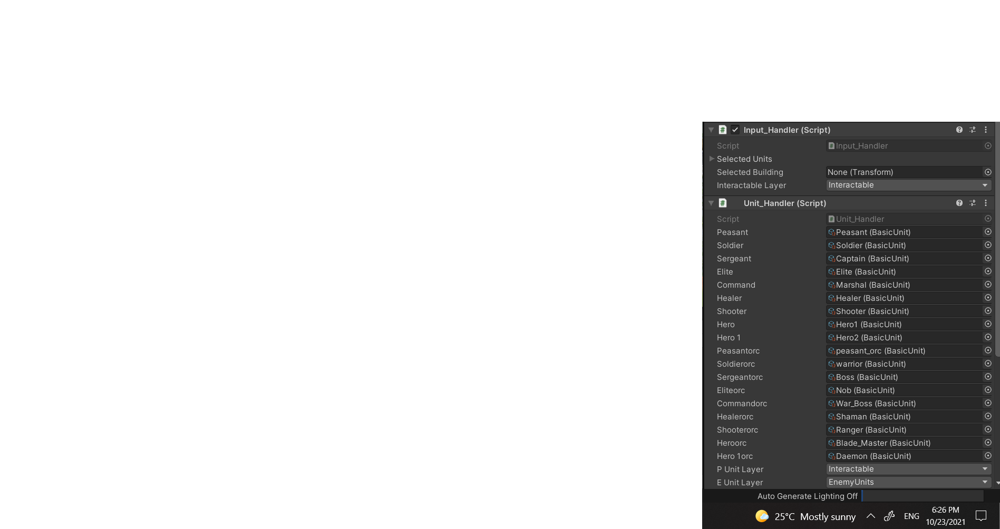 Input_Handler (Script)
Script Input_Handler
Selected Units
Selected Building None (Transform)
Interactable Layer Interactable
Unit_Handler (Script)
Script Unit_Handler
Peasant Peasant (BasicUnit)
Soldier Soldier (BasicUnit)
Sergeant Captain (BasicUnit)
Elite Elite (BasicUnit)
Command Marshal (BasicUnit)
Healer Healer (BasicUnit)
Shooter Shooter (BasicUnit)
Hero Hero1 (BasicUnit)
Hero 1 Hero2 (BasicUnit)
Peasantorc peasant_orc (BasicUnit)
Soldierorc warrior (BasicUnit)
Sergeantorc Boss (BasicUnit)
Eliteorc Nob (BasicUnit)
Commandorc War_Boss (BasicUnit)
Healerorc Shaman (BasicUnit)
Shooterorc Ranger (BasicUnit)
Heroorc Blade_Master (BasicUnit)
Hero 1orc Daemon (BasicUnit)
P Unit Layer Interactable
E Unit Layer EnemyUnits
Auto Generate Lighting Off
25°C Mostly sunny ENG 6:26 PM
10/23/2021